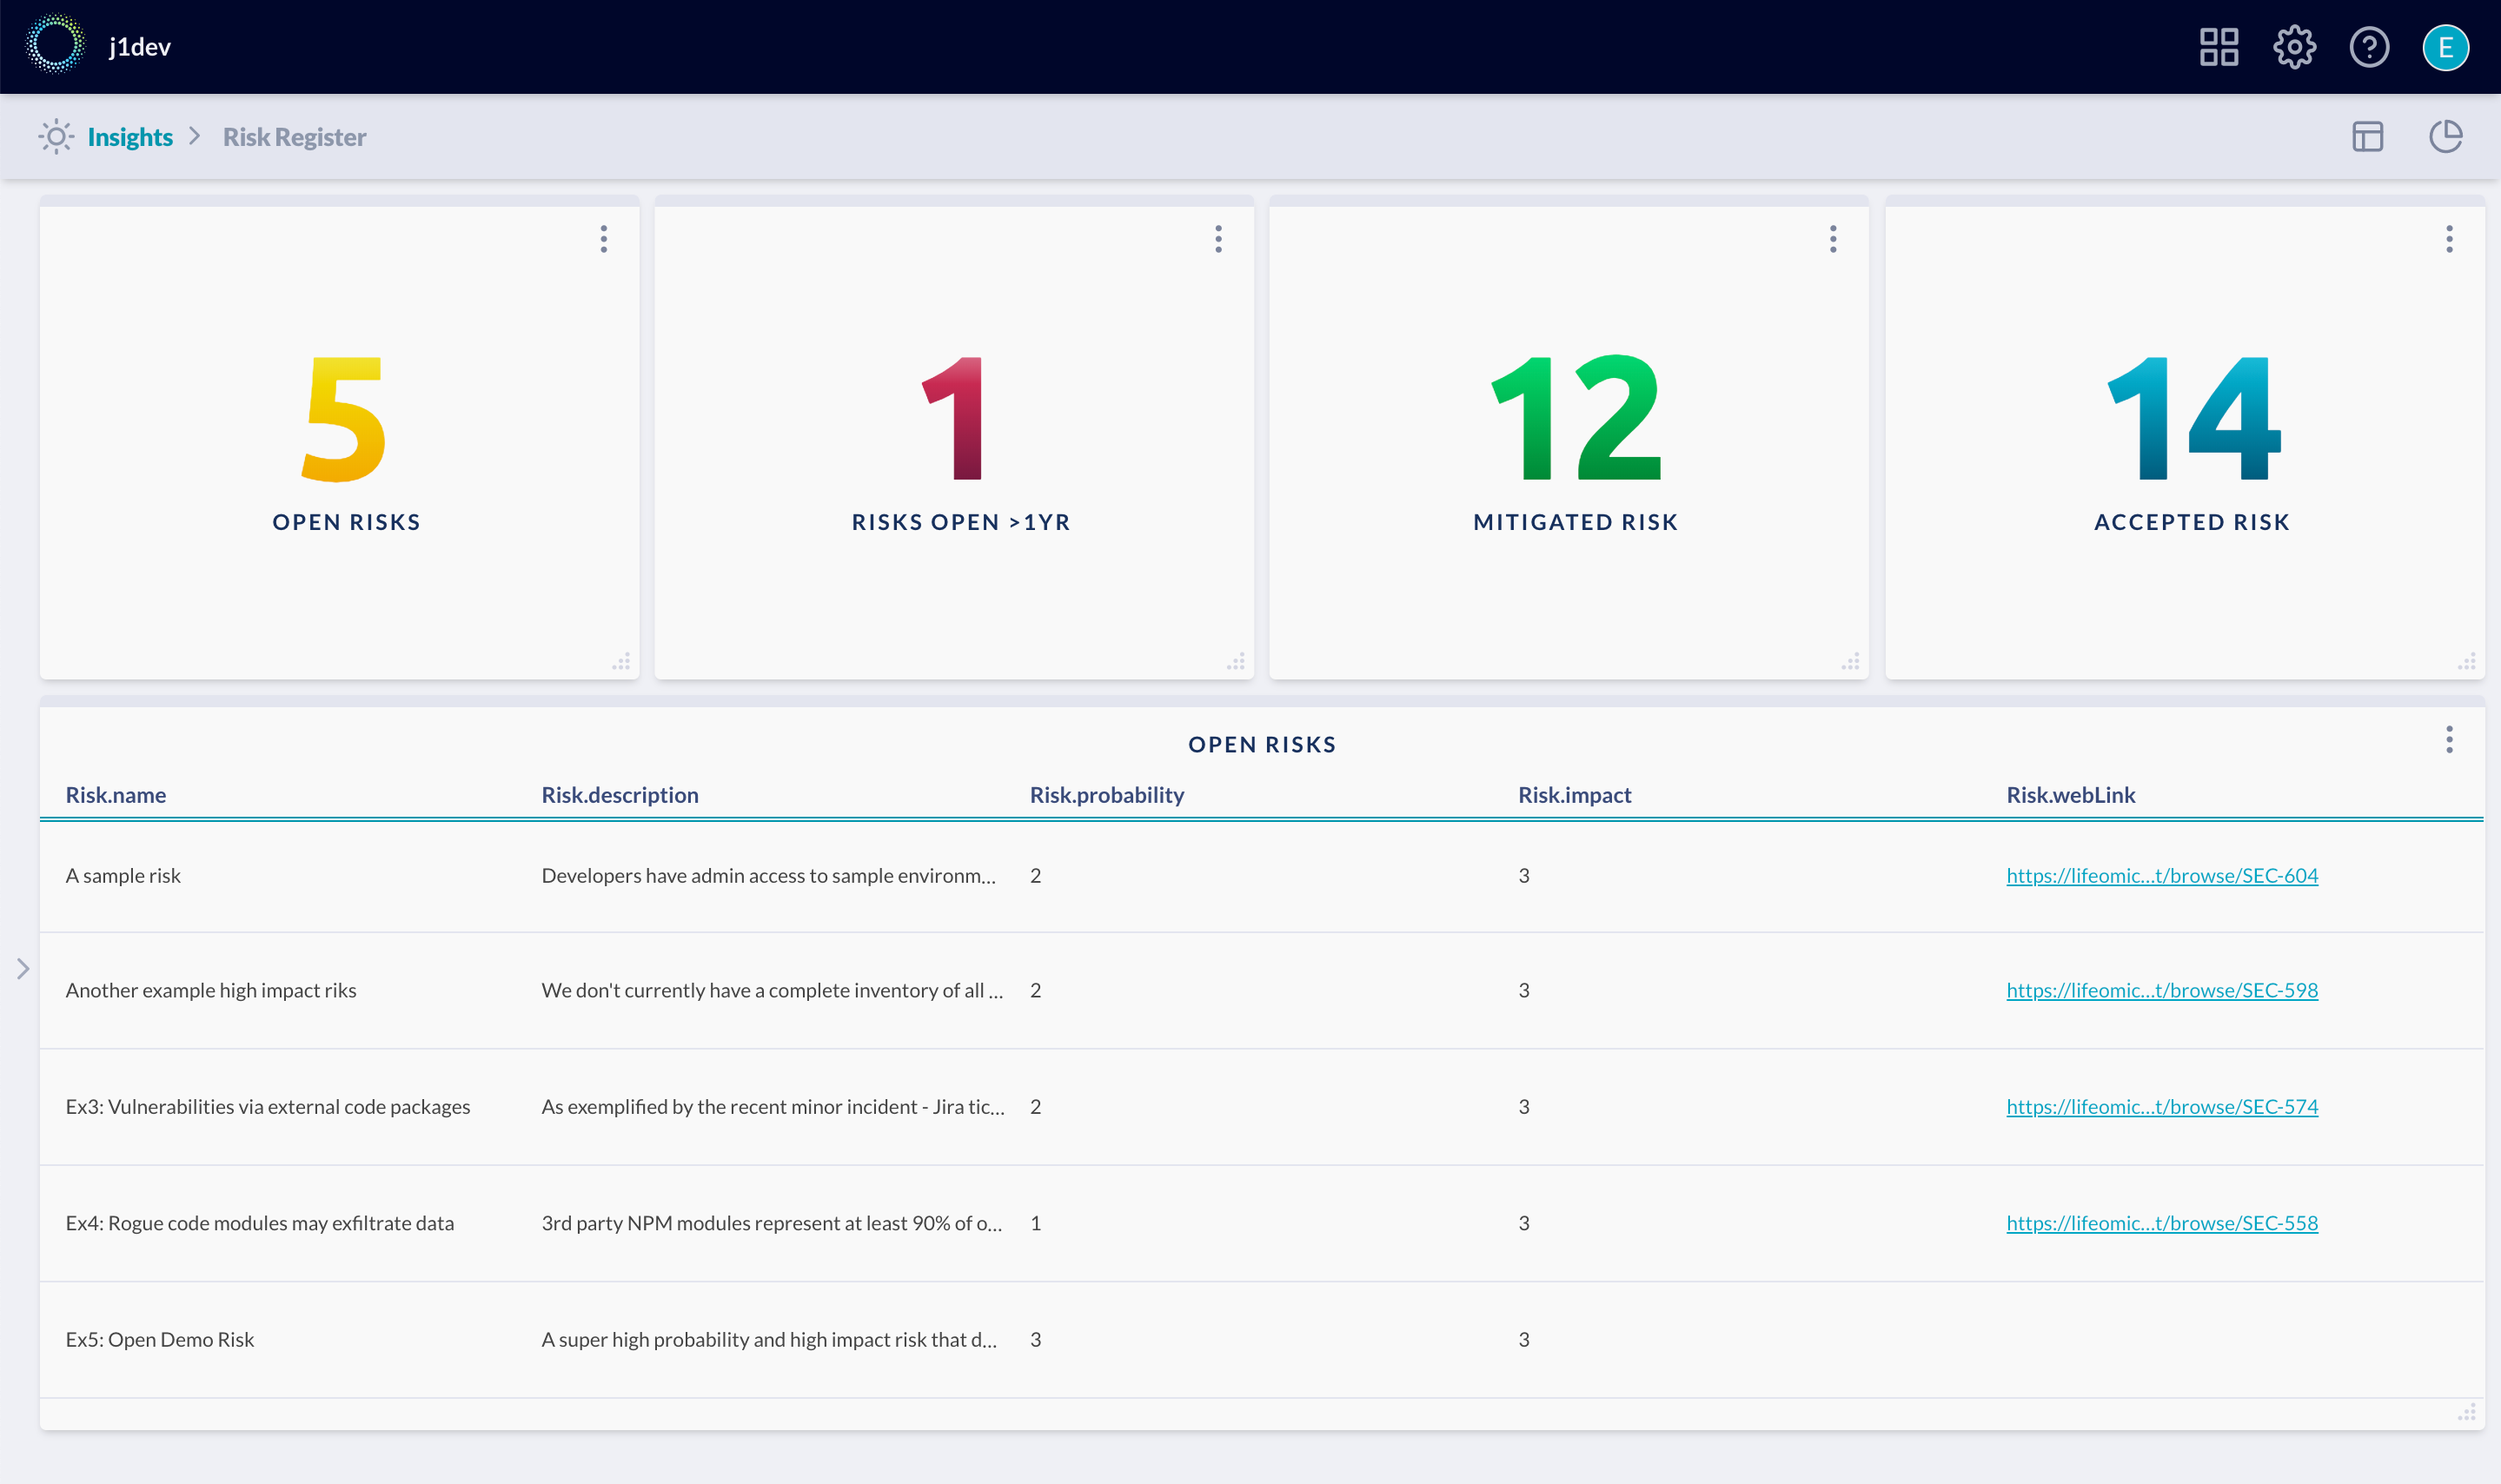 j1dev
E
Insights > Risk Register
5
OPEN RISKS
1
RISKS OPEN >1YR
12
MITIGATED RISK
14
ACCEPTED RISK
OPEN RISKS
Risk.name Risk.description Risk.probability Risk.impact Risk.webLink
A sample risk Developers have admin access to sample environm... 2 3 https://lifeomic...t/browse/SEC-604
Another example high impact riks We don't currently have a complete inventory of all ... 2 3 https://lifeomic...t/browse/SEC-598
Ex3: Vulnerabilities via external code packages As exemplified by the recent minor incident - Jira tic... 2 3 https://lifeomic...t/browse/SEC-574
Ex4: Rogue code modules may exfiltrate data 3rd party NPM modules represent at least 90% of o... 1 3 https://lifeomic...t/browse/SEC-558
Ex5: Open Demo Risk A super high probability and high impact risk that d... 3 3